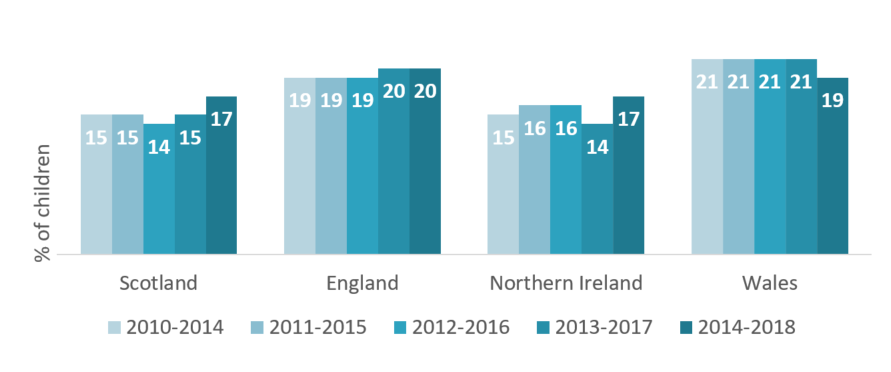 % of children
15 15 14 15 17
19 19 19 20 20
15 16 16 14 17
21 21 21 21 19
Scotland England Northern Ireland Wales
2010-2014 2011-2015 2012-2016 2013-2017 2014-2018